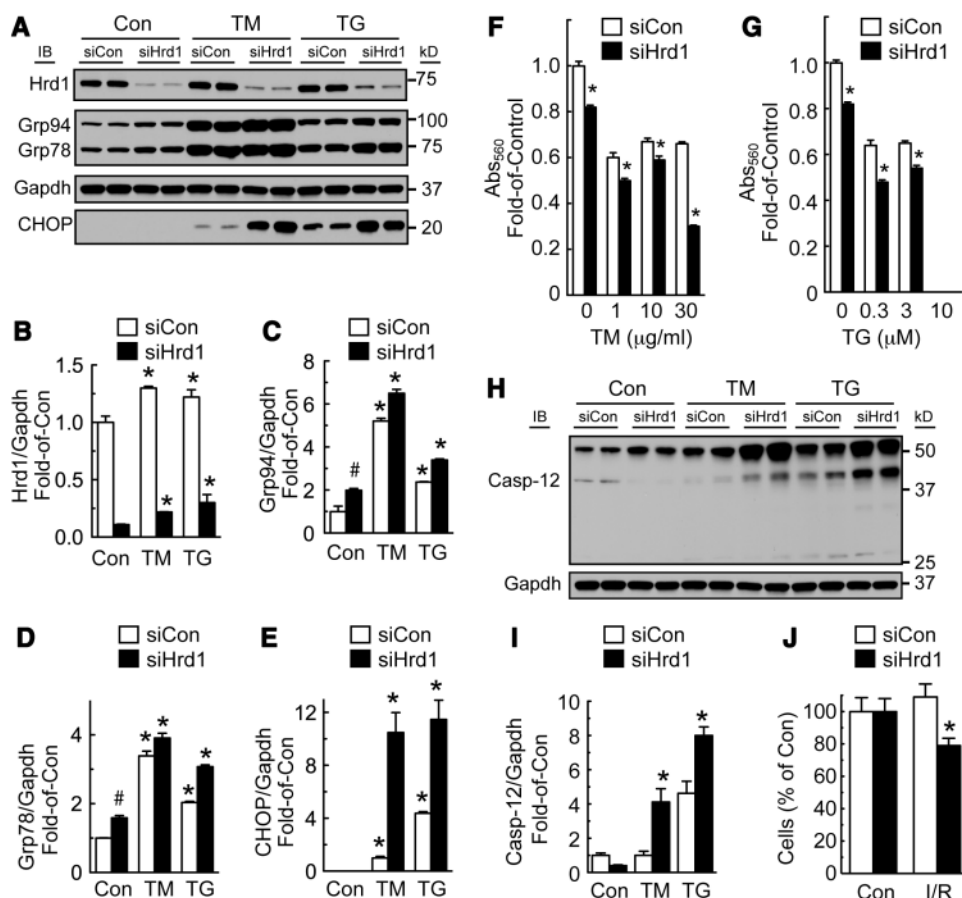 A
Con TM TG
IB siCon siHrd1 siCon siHrd1 siCon siHrd1 kD
Hrd1 75
Grp94 100
Grp78 75
Gapdh 37
CHOP 20
B
siCon
siHrd1
Hrd1/Gapdh
Fold-of-Con
1.5
1.0
0.5
0.0
* * * *
Con TM TG
C
siCon
siHrd1
Grp94/Gapdh
Fold-of-Con
8
6
4
2
0
# * * * *
Con TM TG
D
siCon
siHrd1
Grp78/Gapdh
Fold-of-Con
4
2
0
# * * * *
Con TM TG
E
siCon
siHrd1
CHOP/Gapdh
Fold-of-Con
12
8
4
0
* * * *
Con TM TG
F
siCon
siHrd1
Abs560
Fold-of-Control
1.0
0.8
0.6
0.4
0.2
0
* * * *
0 1 10 30
TM (μg/ml)
G
siCon
siHrd1
Abs560
Fold-of-Control
1.0
0.8
0.6
0.4
0.2
0
* * *
0 0.3 3 10
TG (μM)
H
Con TM TG
IB siCon siHrd1 siCon siHrd1 siCon siHrd1 kD
Casp-12
50
37
25
Gapdh 37
I
siCon
siHrd1
Casp-12/Gapdh
Fold-of-Con
8
6
4
2
0
* *
Con TM TG
J
siCon
siHrd1
Cells (% of Con)
100
80
60
40
20
0
*
Con I/R